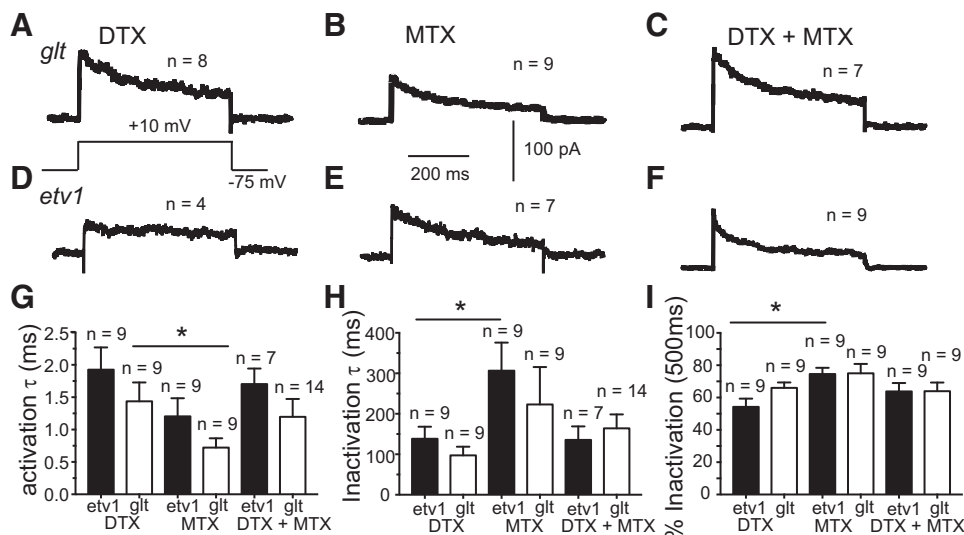 A DTX
glt
n = 8
B MTX
n = 9
C DTX + MTX
n = 7
+10 mV
-75 mV
200 ms
100 pA
D
etv1
n = 4
E
n = 7
F
n = 9
G
activation τ (ms)
2.5
2.0
1.5
1.0
0.5
0.0
n = 9
n = 9
*
n = 9
n = 9
n = 7
n = 14
etv1 glt etv1 glt etv1 glt
DTX MTX DTX + MTX
H
Inactivation τ (ms)
400
300
200
100
0
*
n = 9
n = 9
n = 9
n = 9
n = 7
n = 14
etv1 glt etv1 glt etv1 glt
DTX MTX DTX + MTX
I
% Inactivation (500ms)
100
80
60
40
20
0
*
n = 9
n = 9
n = 9
n = 9
n = 9
n = 9
etv1 glt etv1 glt etv1 glt
DTX MTX DTX + MTX